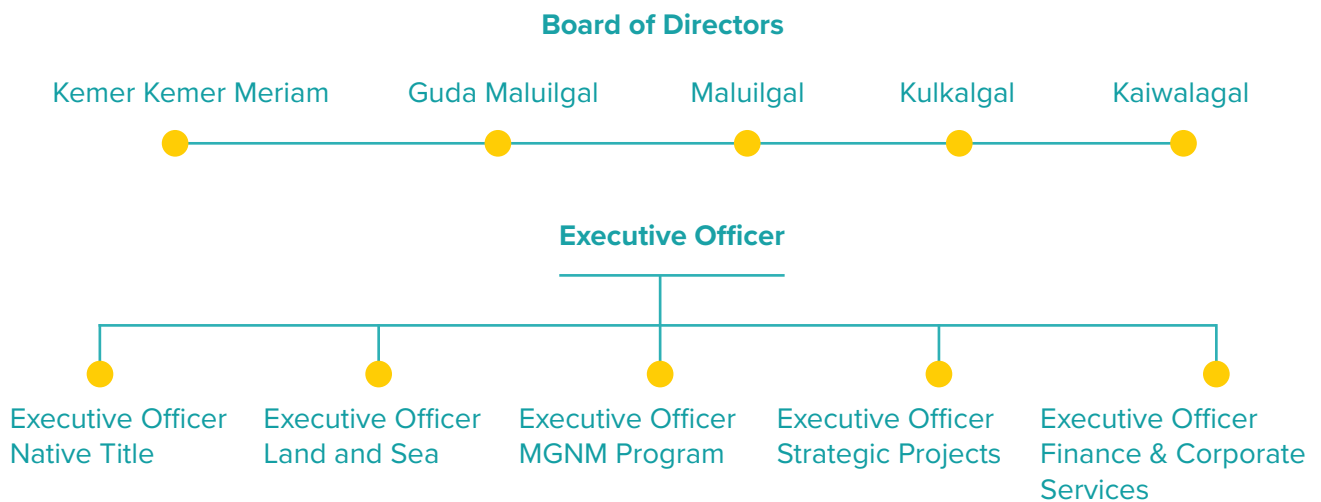 Board of Directors
Kemer Kemer Meriam
Guda Maluilgal
Maluilgal
Kulkalgal
Kaiwalagal
Executive Officer
Executive Officer
Native Title
Executive Officer
Land and Sea
Executive Officer
MGNM Program
Executive Officer
Strategic Projects
Executive Officer
Finance & Corporate
Services